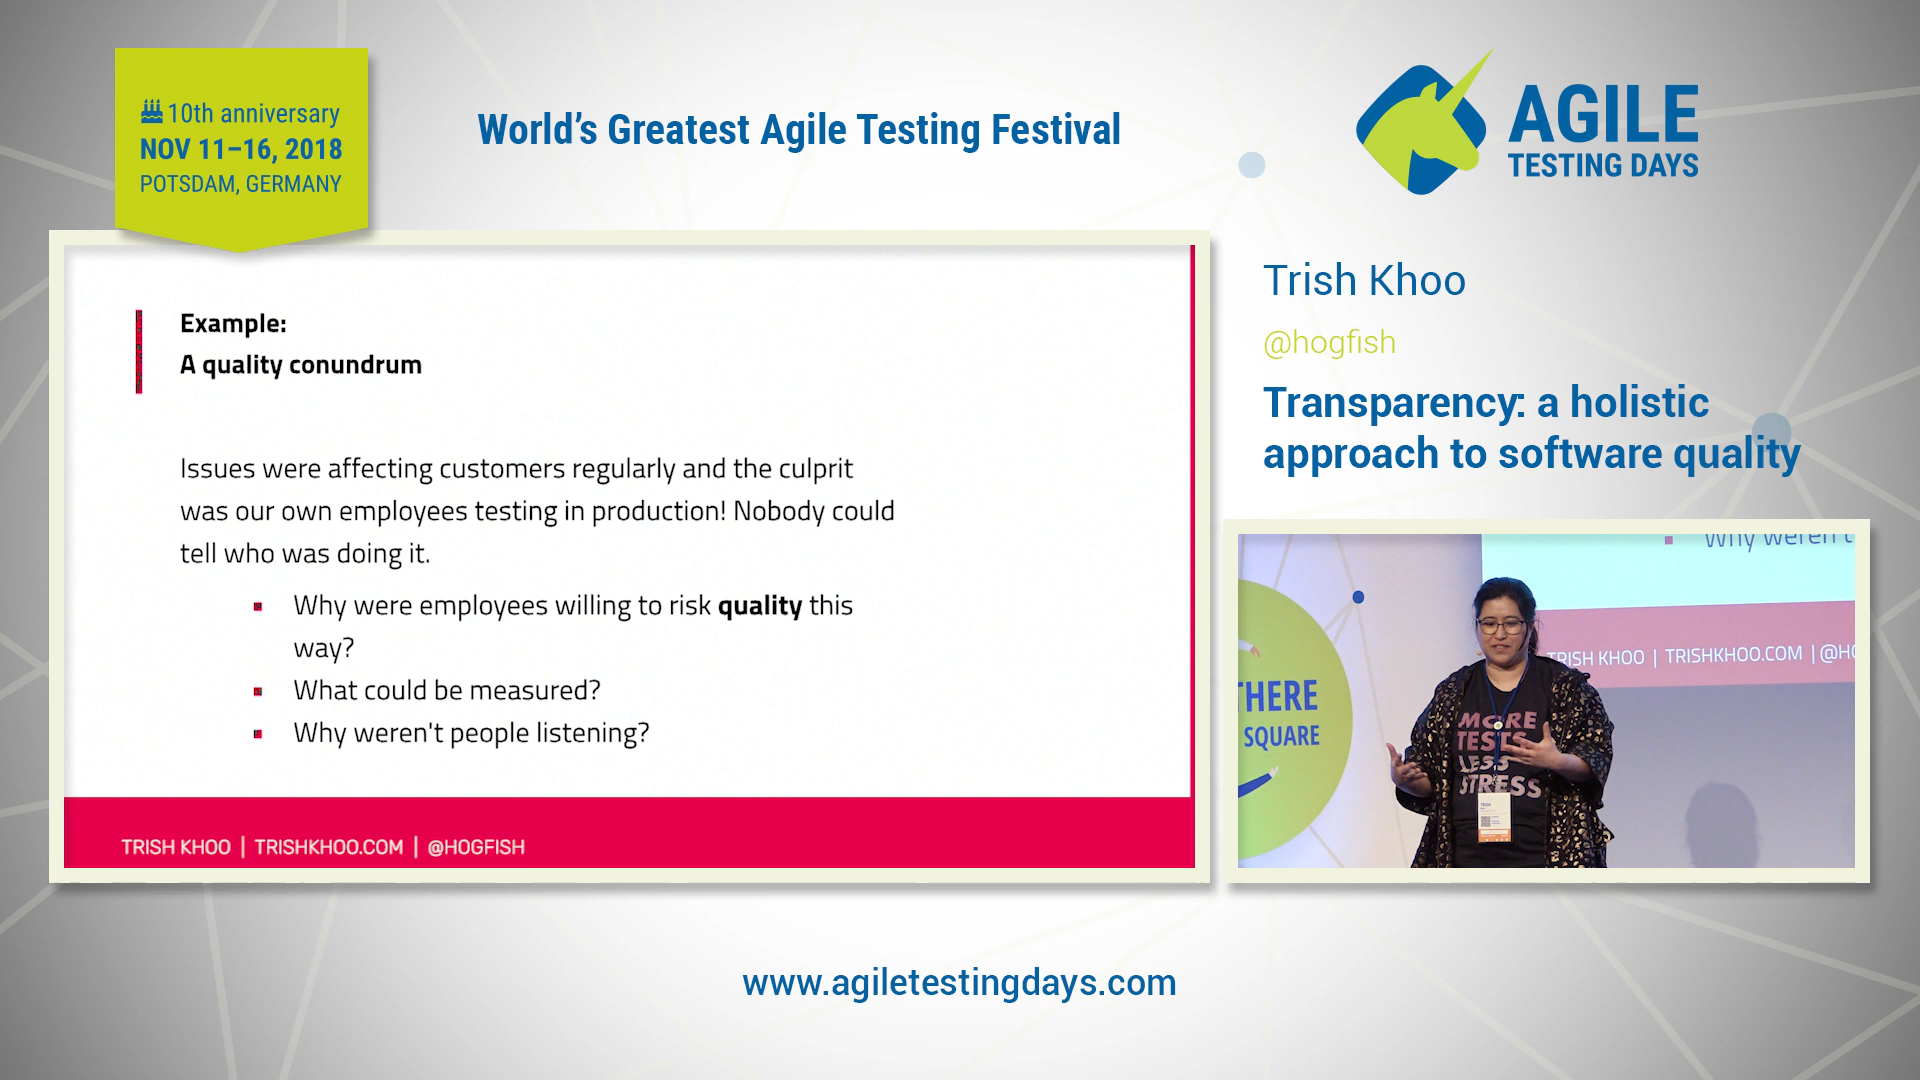 10th anniversary
NOV 11–16, 2018
POTSDAM, GERMANY
World's Greatest Agile Testing Festival
AGILE
TESTING DAYS
Example:
A quality conundrum
Issues were affecting customers regularly and the culprit
was our own employees testing in production! Nobody could
tell who was doing it.
Why were employees willing to risk quality this
way?
What could be measured?
Why weren't people listening?
TRISH KHOO | TRISHKHOO.COM | @HOGFISH
Trish Khoo
@hogfish
Transparency: a holistic
approach to software quality
Why weren't
TRISH KHOO | TRISHKHOO.COM | @HO
THERE
SQUARE
MORE
TESTS
LESS
STRESS
TRISH
www.agiletestingdays.com